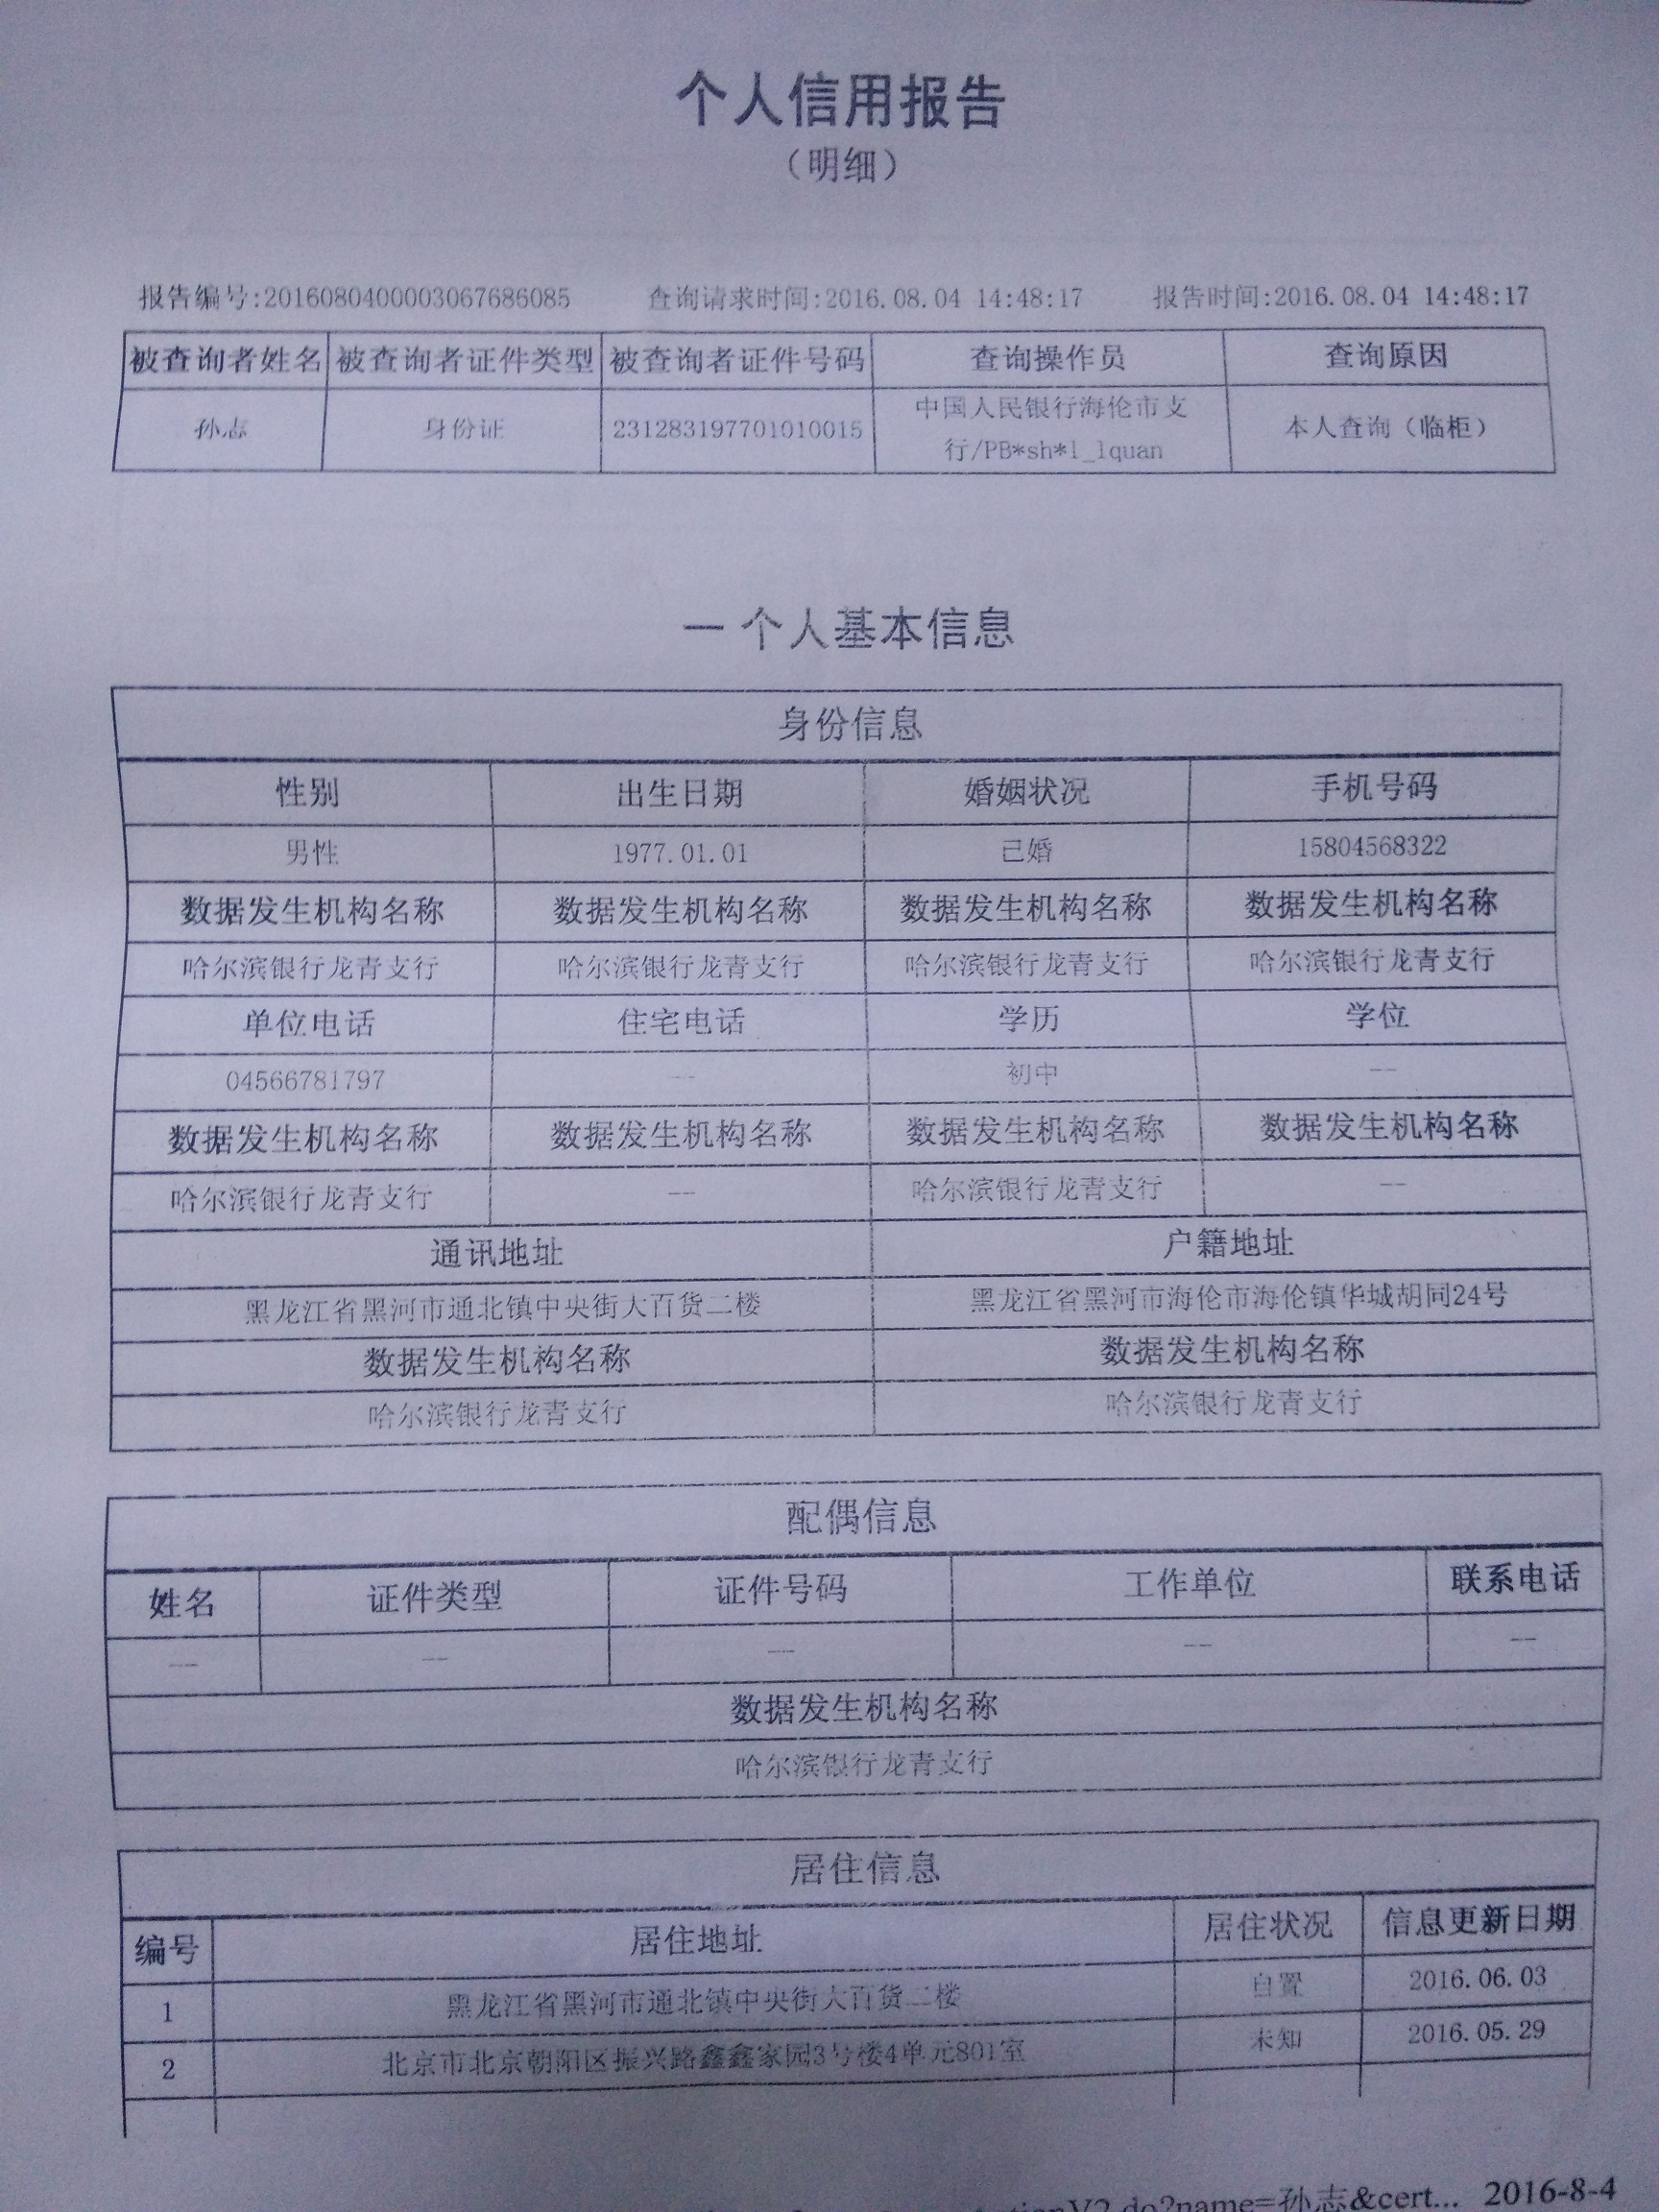 个人信用报告
（明细）
报告编号:2016080400003067686085 查询请求时间:2016.08.04 14:48:17 报告时间:2016.08.04 14:48:17
被查询者姓名 被查询者证件类型 被查询者证件号码 查询操作员 查询原因
孙志 身份证 231283197701010015 中国人民银行海伦市支行/PB*sh*l_lquan 本人查询（临柜）
一 个人基本信息
身份信息
性别 出生日期 婚姻状况 手机号码
男性 1977.01.01 已婚 15804568322
数据发生机构名称 数据发生机构名称 数据发生机构名称 数据发生机构名称
哈尔滨银行龙青支行 哈尔滨银行龙青支行 哈尔滨银行龙青支行 哈尔滨银行龙青支行
单位电话 住宅电话 学历 学位
04566781797 -- 初中 --
数据发生机构名称 数据发生机构名称 数据发生机构名称 数据发生机构名称
哈尔滨银行龙青支行 -- 哈尔滨银行龙青支行 --
通讯地址 户籍地址
黑龙江省黑河市通北镇中央街大百货二楼 黑龙江省黑河市海伦市海伦镇华城胡同24号
数据发生机构名称 数据发生机构名称
哈尔滨银行龙青支行 哈尔滨银行龙青支行
配偶信息
姓名 证件类型 证件号码 工作单位 联系电话
-- -- -- -- --
数据发生机构名称
哈尔滨银行龙青支行
居住信息
编号 居住地址 居住状况 信息更新日期
1 黑龙江省黑河市通北镇中央街大百货二楼 自置 2016.06.03
2 北京市北京朝阳区振兴路鑫鑫家园3号楼4单元801室 未知 2016.05.29
tionV2.do?name=孙志&cert... 2016-8-4